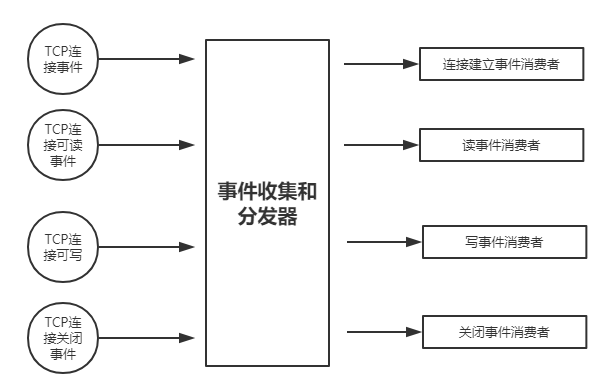 TCP连
接事件
连接建立事件消费者
TCP连
接可读
事件
读事件消费者
事件收集和
分发器
TCP连
接可写
写事件消费者
TCP连
接关闭
事件
关闭事件消费者